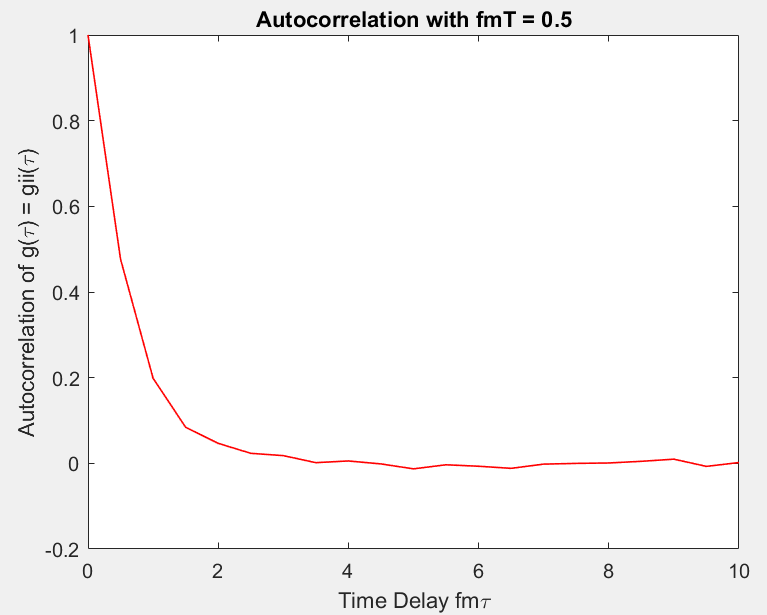 Autocorrelation with fmT = 0.5
1
0.8
0.6
0.4
0.2
0
-0.2
Autocorrelation of g(τ) = gii(τ)
0 2 4 6 8 10
Time Delay fmτ